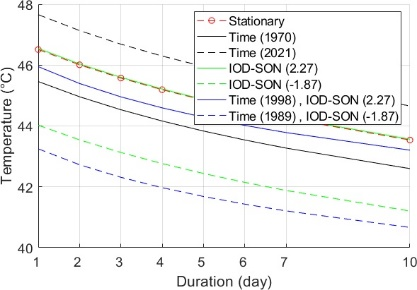 48
46
44
42
40
Temperature (°C)
Stationary
Time (1970)
Time (2021)
IOD-SON (2.27)
IOD-SON (-1.87)
Time (1998) , IOD-SON (2.27)
Time (1989) , IOD-SON (-1.87)
1 2 3 4 5 6 7 10
Duration (day)